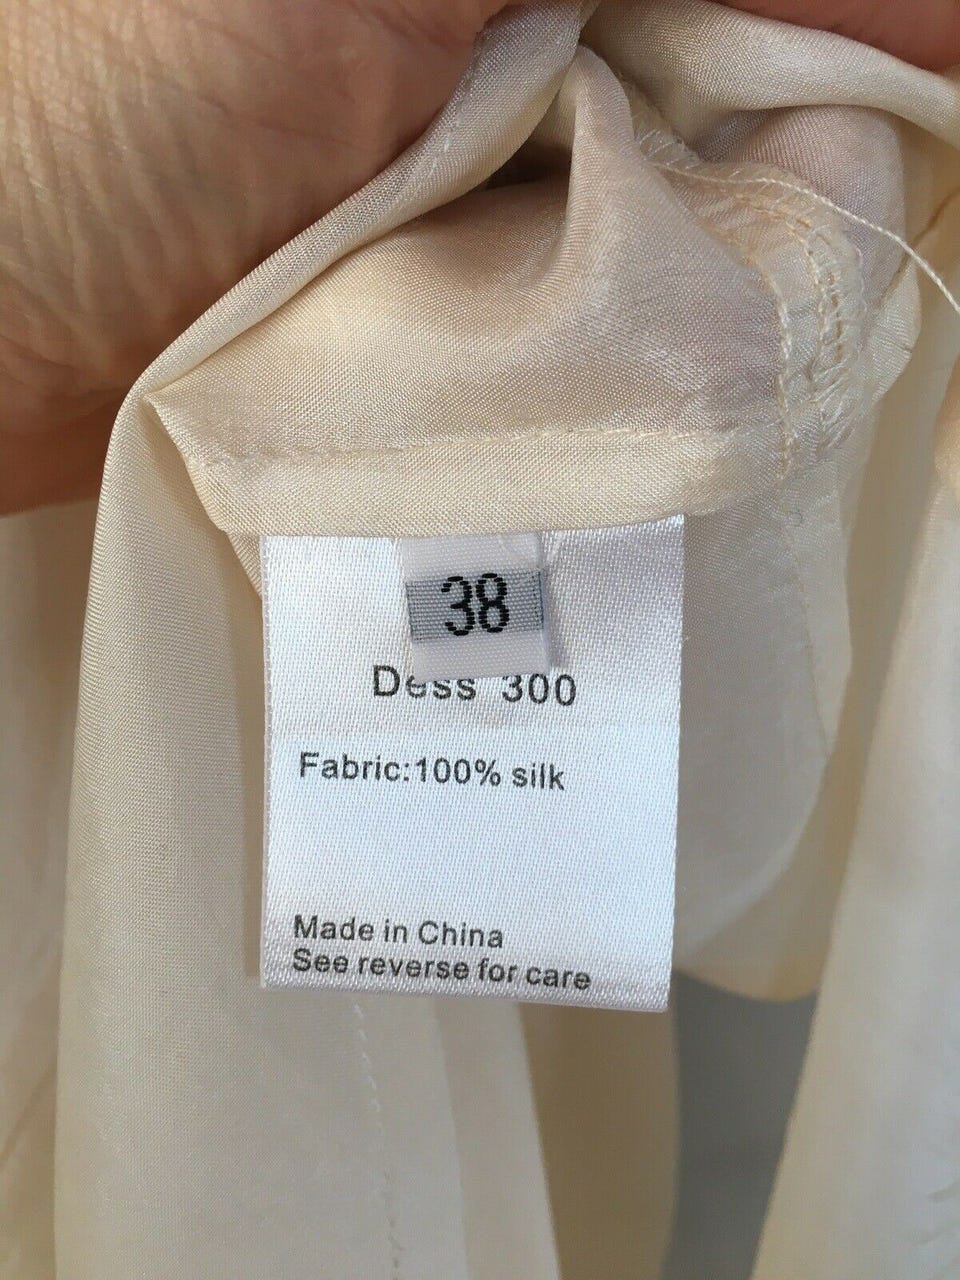 38
Dess 300
Fabric:100% silk
Made in China
See reverse for care